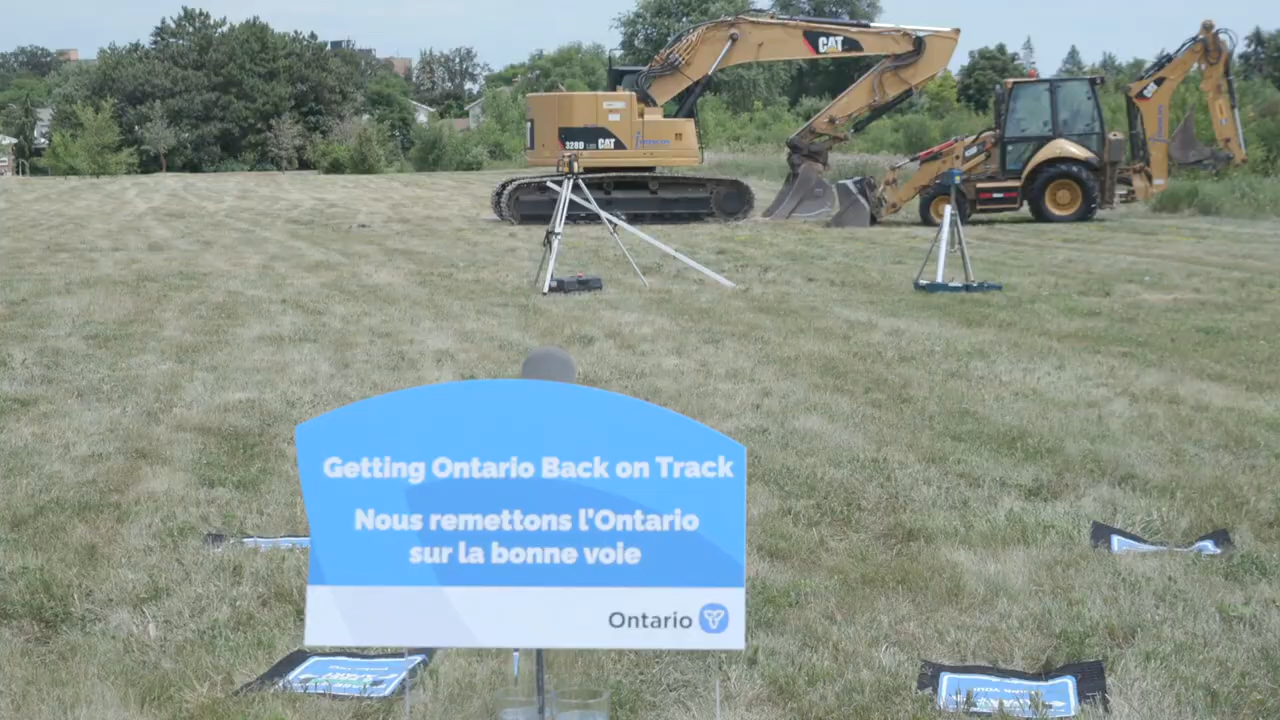 CAT
CAT
328D
CAT
Getting Ontario Back on Track
Nous remettons l'Ontario
sur la bonne voie
Ontario